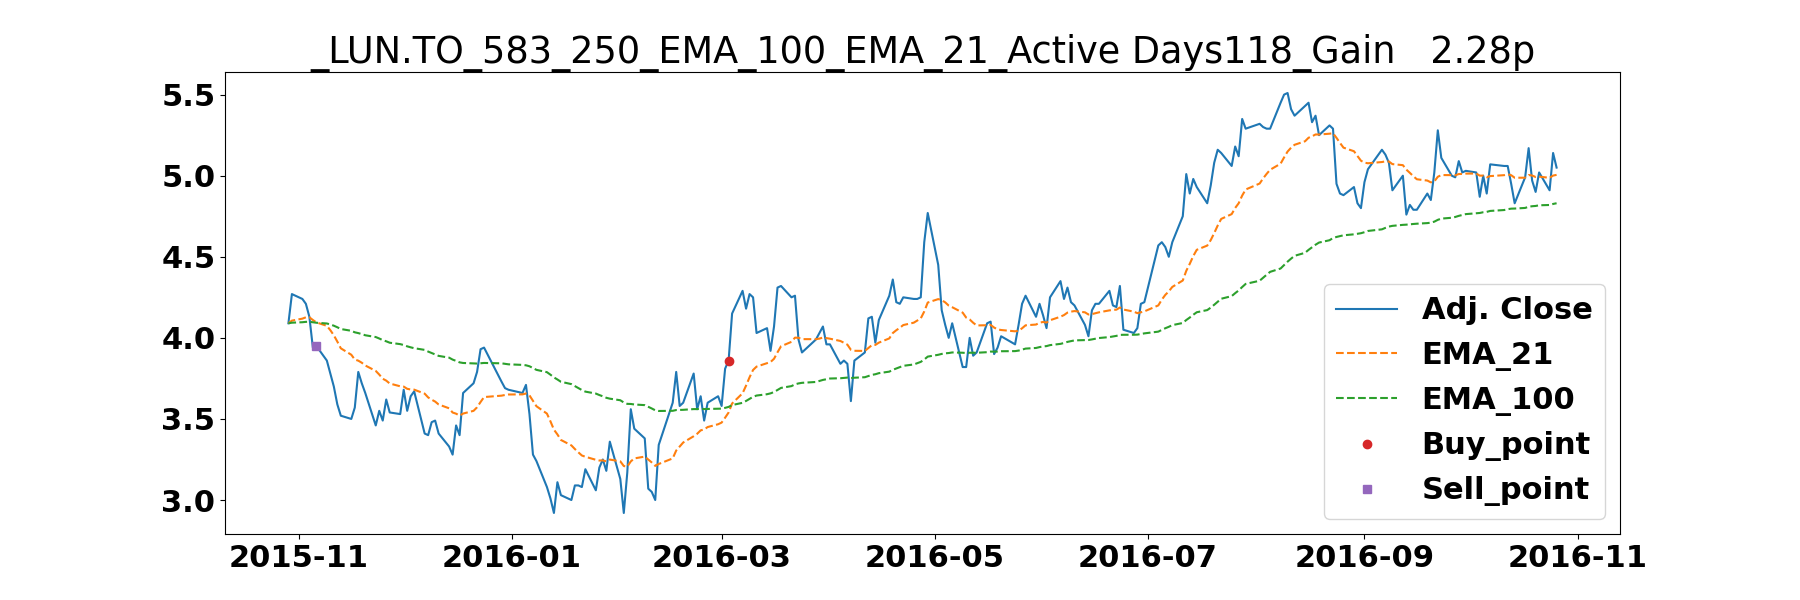 _LUN.TO_583_250_EMA_100_EMA_21_Active Days118_Gain   2.28p
5.5
5.0
4.5
4.0
3.5
3.0
2015-11 2016-01 2016-03 2016-05 2016-07 2016-09 2016-11
Adj. Close
EMA_21
EMA_100
Buy_point
Sell_point